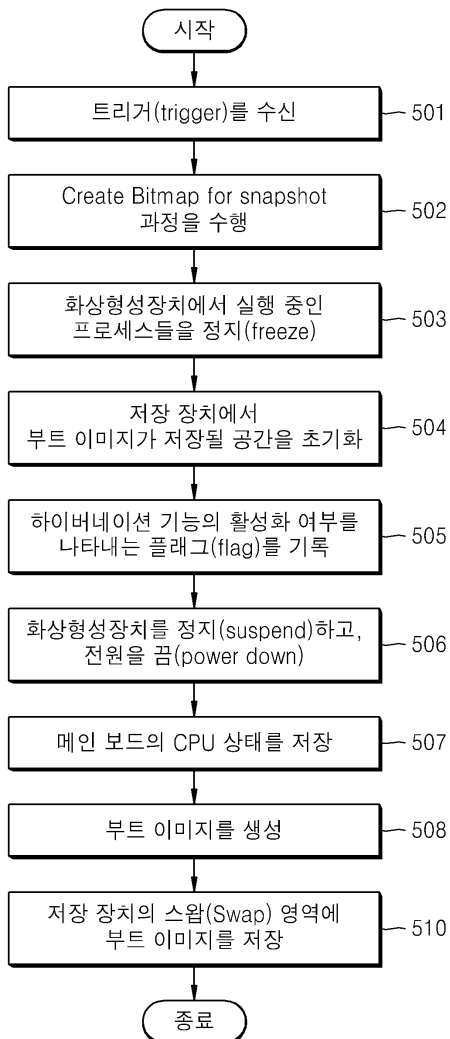 시작
트리거(trigger)를 수신
501
Create Bitmap for snapshot
과정을 수행
502
화상형성장치에서 실행 중인
프로세스들을 정지(freeze)
503
저장 장치에서
부트 이미지가 저장될 공간을 초기화
504
하이버네이션 기능의 활성화 여부를
나타내는 플래그(flag)를 기록
505
화상형성장치를 정지(suspend)하고,
전원을 끔(power down)
506
메인 보드의 CPU 상태를 저장
507
부트 이미지를 생성
508
저장 장치의 스왑(Swap) 영역에
부트 이미지를 저장
510
종료